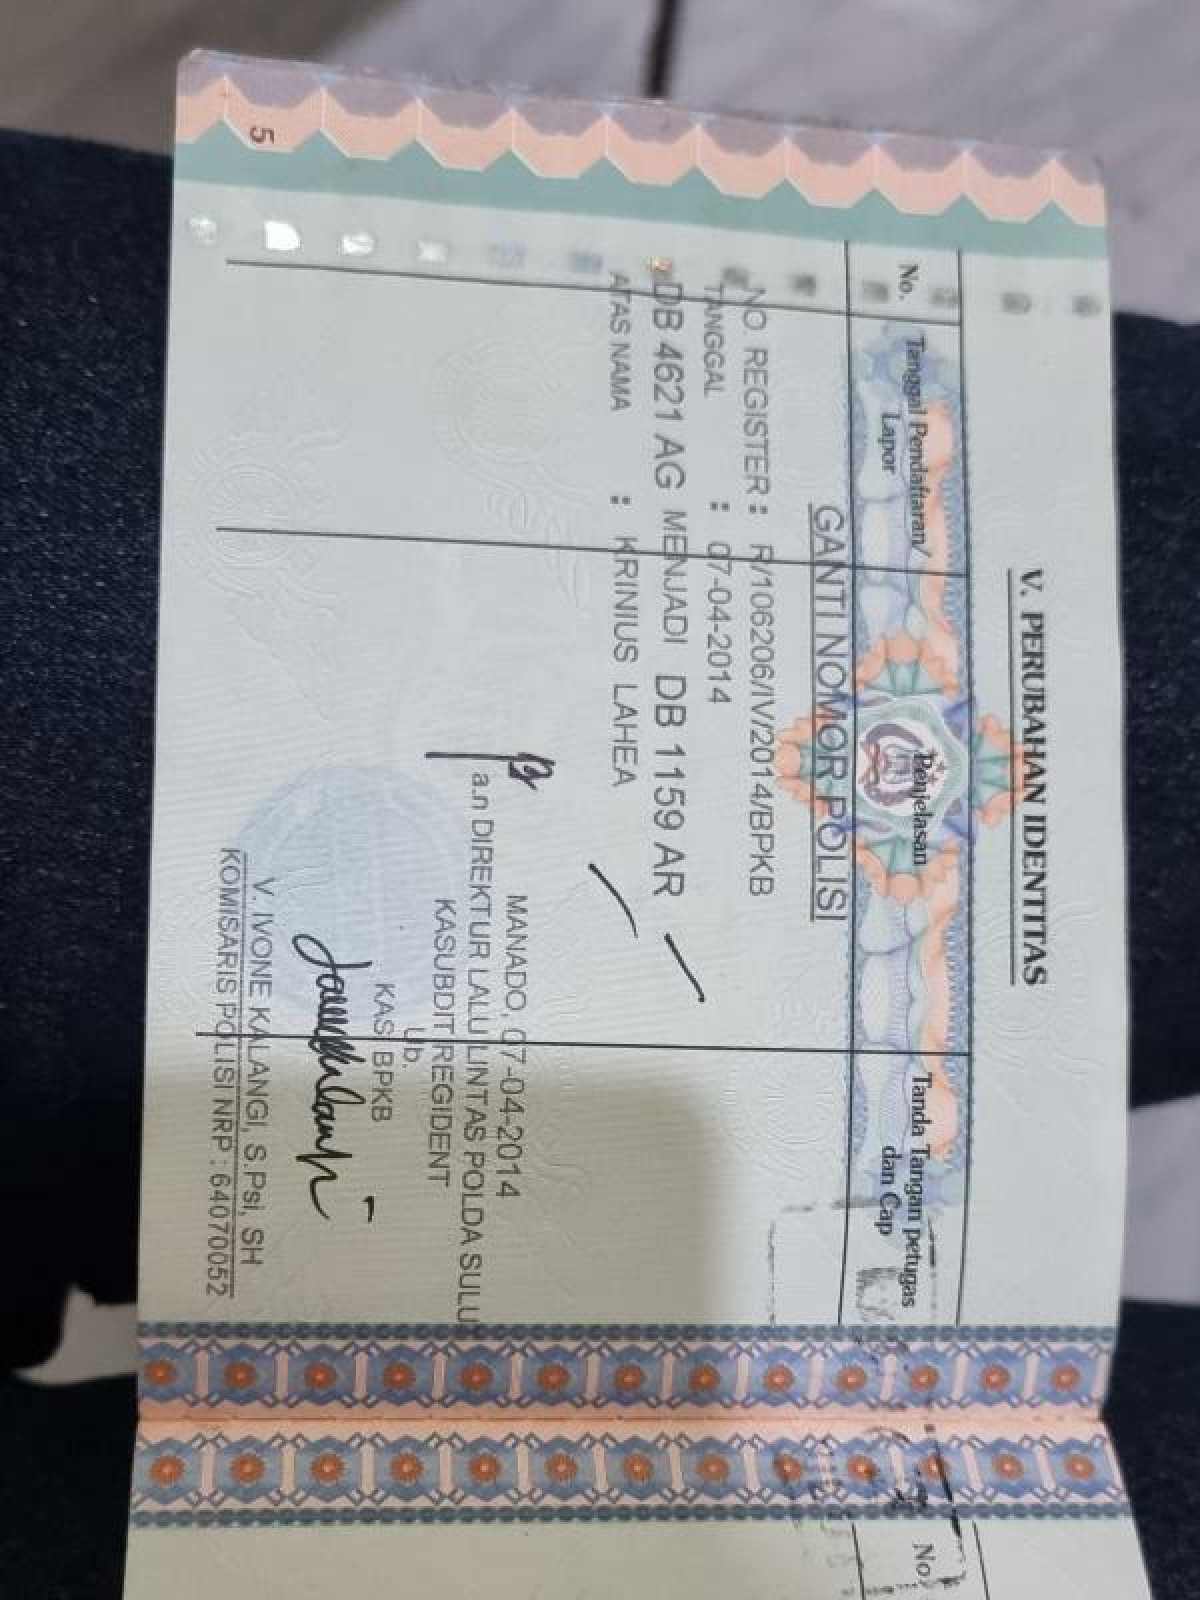 V. PERUBAHAN IDENTITAS
No.
Tanggal Pendaftaran/
Lapor
Penjelasan
Tanda Tangan petugas
dan Cap
GANTI NOMOR POLISI
NO REGISTER : R/106206/IV/2014/BPKB
TANGGAL : 07-04-2014
DB 4621 AG MENJADI DB 1159 AR
ATAS NAMA : KRINIUS LAHEA
MANADO, 07-04-2014
a.n DIREKTUR LALU LINTAS POLDA SULU
KASUBDIT REGIDENT
Ub.
KASI BPKB
V. IVONE KALANGI, S.Psi, SH
KOMISARIS POLISI NRP : 64070052
5
No.